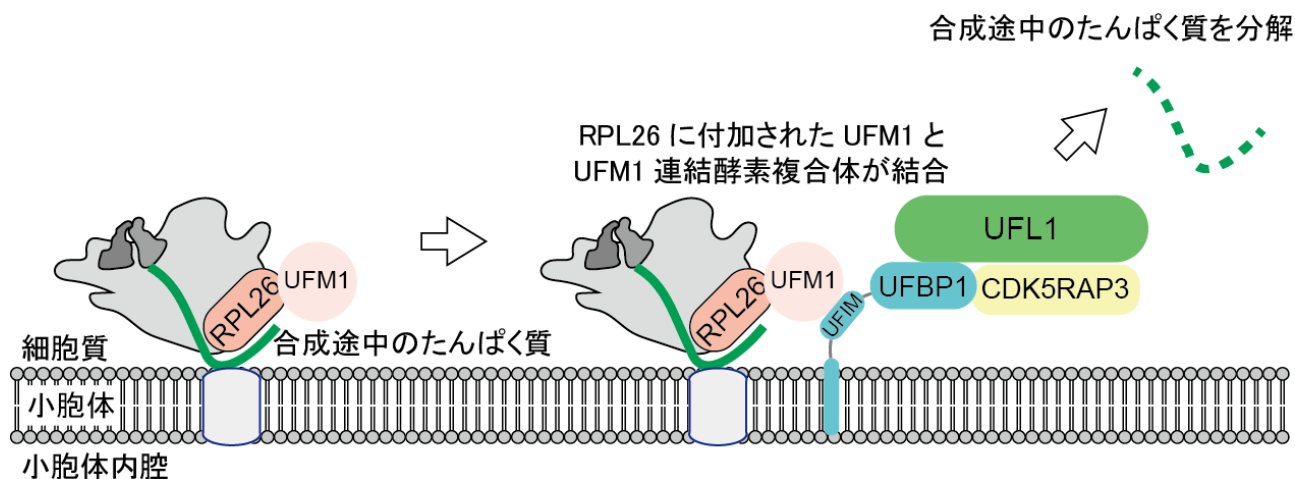 合成途中のたんぱく質を分解
RPL26 に付加された UFM1 と
UFM1 連結酵素複合体が結合
UFL1
UFM1
RPL26
UFM1
RPL26
UFIM
UFBP1
CDK5RAP3
合成途中のたんぱく質
細胞質
小胞体
小胞体内腔